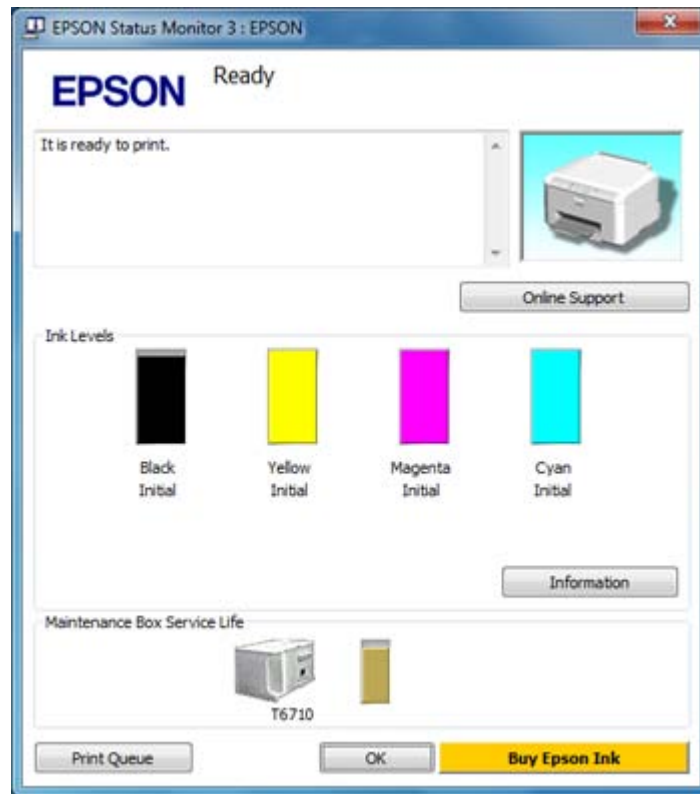 EPSON Status Monitor 3 : EPSON
EPSON
Ready
It is ready to print.
Online Support
Ink Levels
Black Yellow Magenta Cyan
Initial Initial Initial Initial
Information
Maintenance Box Service Life
T6710
Print Queue OK Buy Epson Ink